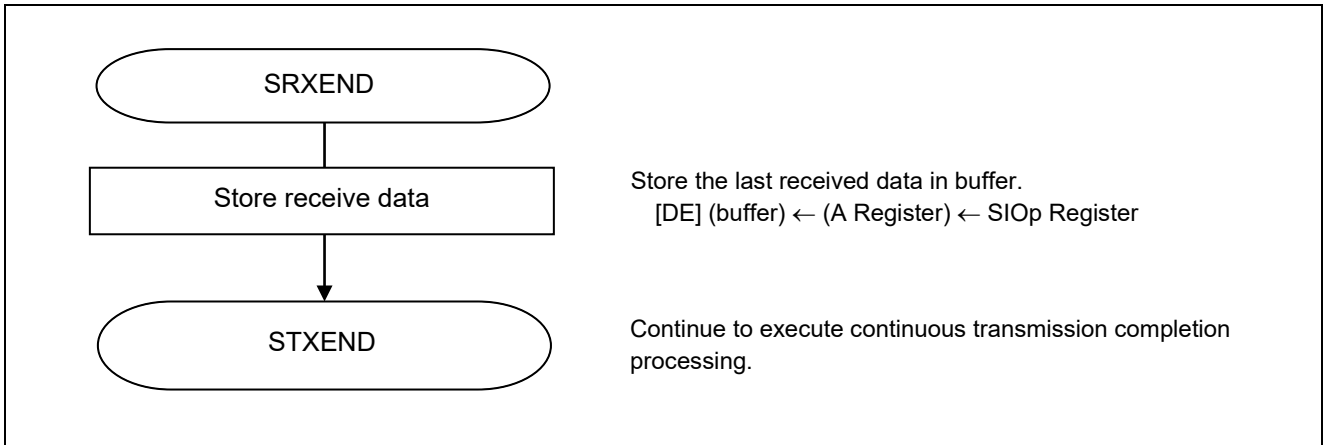 SRXEND
Store receive data
Store the last received data in buffer.
[DE] (buffer) ← (A Register) ← SIOp Register
STXEND
Continue to execute continuous transmission completion
processing.